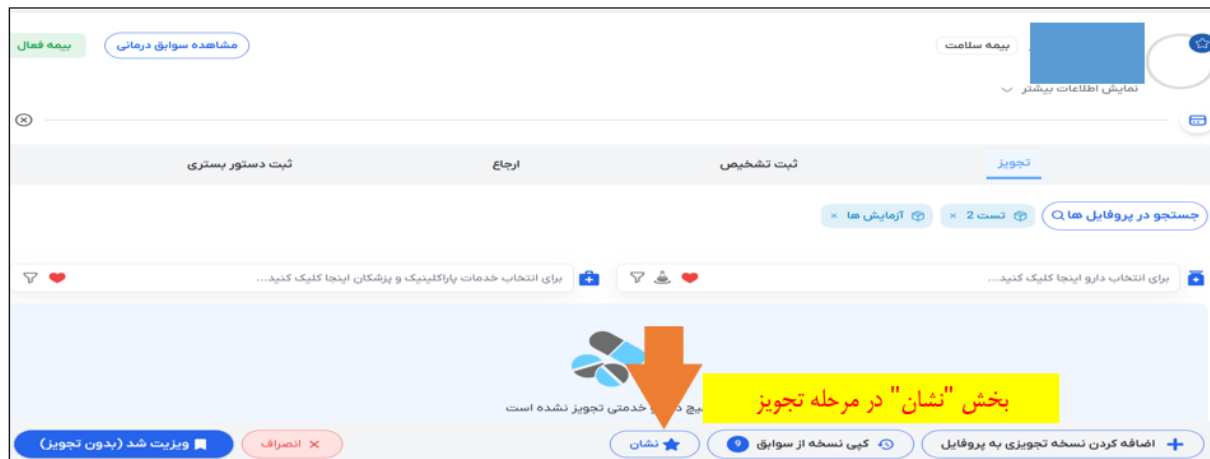 بیمه سلامت
مشاهده سوابق درمانی
بیمه فعال
نمایش اطلاعات بیشتر
تجویز
ثبت تشخیص
ارجاع
ثبت دستور بستری
جستجو در پروفایل ها
تست 2 ×
آزمایش ها ×
برای انتخاب دارو اینجا کلیک کنید...
برای انتخاب خدمات پاراکلینیک و پزشکان اینجا کلیک کنید...
بخش "نشان" در مرحله تجویز
خدمتی تجویز نشده است
اضافه کردن نسخه تجویزی به پروفایل
کپی نسخه از سوابق 9
نشان
× انصراف
ویزیت شد (بدون تجویز)